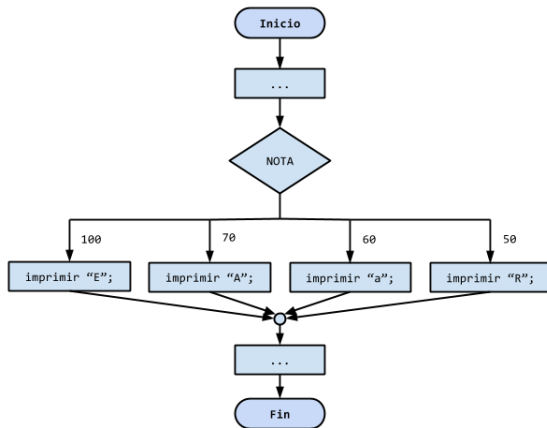 Inicio
...
NOTA
100
70
60
50
imprimir “E”;
imprimir “A”;
imprimir “a”;
imprimir “R”;
...
Fin